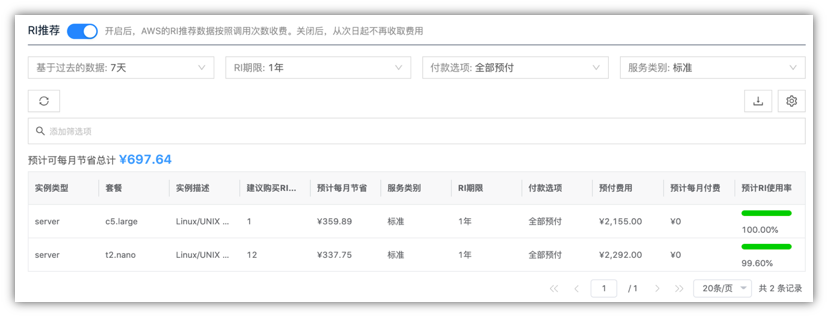 RI推荐 开启后，AWS的RI推荐数据按照调用次数收费。关闭后，从次日起不再收取费用
基于过去的数据: 7天 RI期限: 1年 付款选项: 全部预付 服务类别: 标准
添加筛选项
预计可每月节省总计 ¥697.64
实例类型 套餐 实例描述 建议购买RI... 预计每月节省 服务类别 RI期限 付款选项 预付费用 预计每月付费 预计RI使用率
server c5.large Linux/UNIX ... 1 ¥359.89 标准 1年 全部预付 ¥2,155.00 ¥0 100.00%
server t2.nano Linux/UNIX ... 12 ¥337.75 标准 1年 全部预付 ¥2,292.00 ¥0 99.60%
1 / 1 20条/页 共 2 条记录